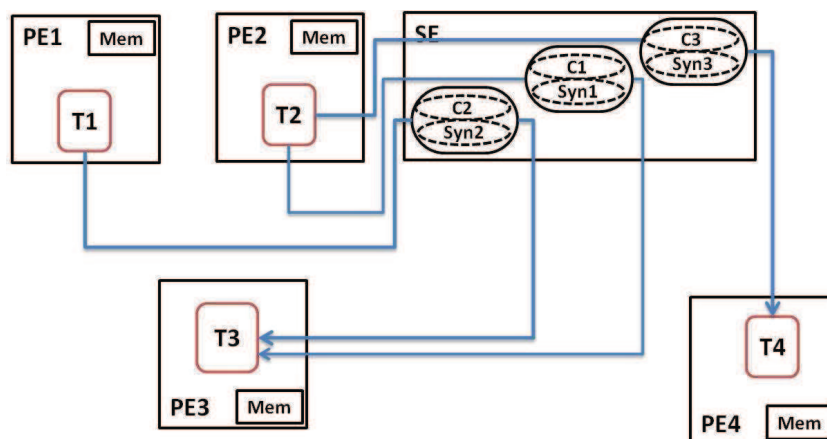 PE1
Mem
T1
PE2
Mem
T2
SE
C3
Syn3
C1
Syn1
C2
Syn2
T3
PE3
Mem
T4
PE4
Mem